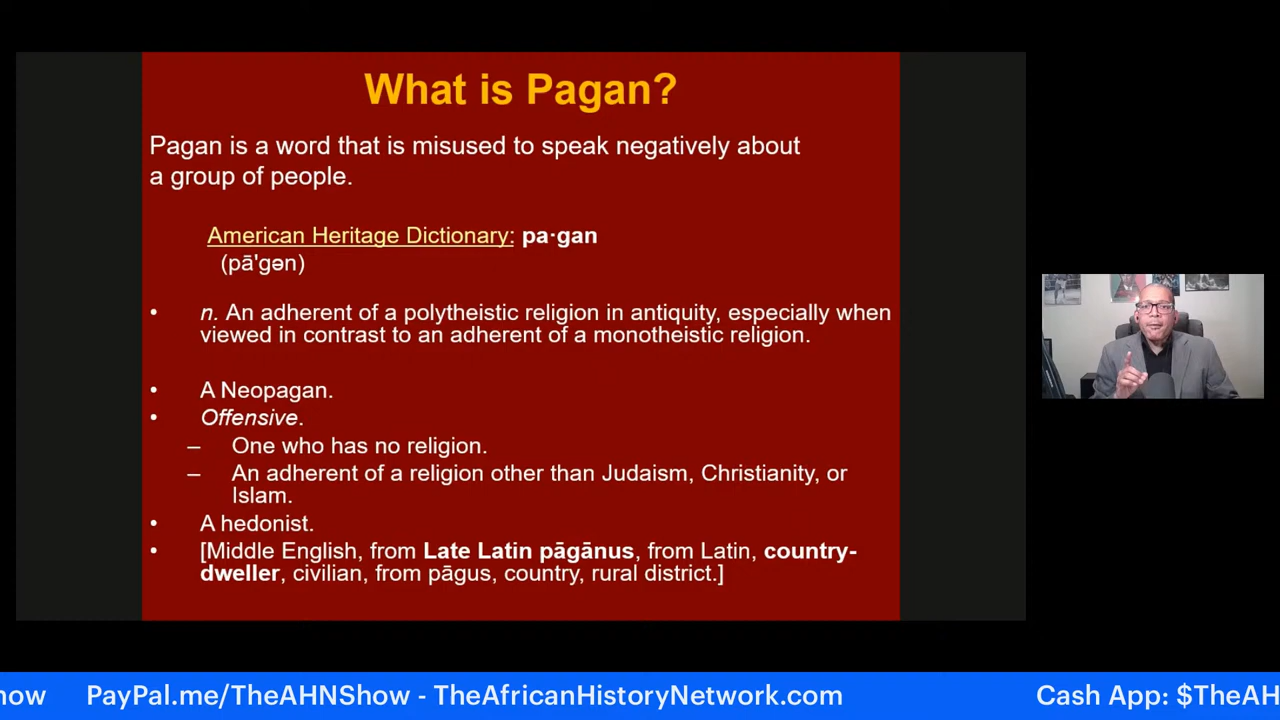 What is Pagan?
Pagan is a word that is misused to speak negatively about
a group of people.
American Heritage Dictionary: pa·gan
(pā'gən)
• n. An adherent of a polytheistic religion in antiquity, especially when
viewed in contrast to an adherent of a monotheistic religion.
• A Neopagan.
• Offensive.
– One who has no religion.
– An adherent of a religion other than Judaism, Christianity, or
Islam.
• A hedonist.
• [Middle English, from Late Latin pāgānus, from Latin, country-
dweller, civilian, from pāgus, country, rural district.]
how PayPal.me/TheAHNShow - TheAfricanHistoryNetwork.com Cash App: $TheAH